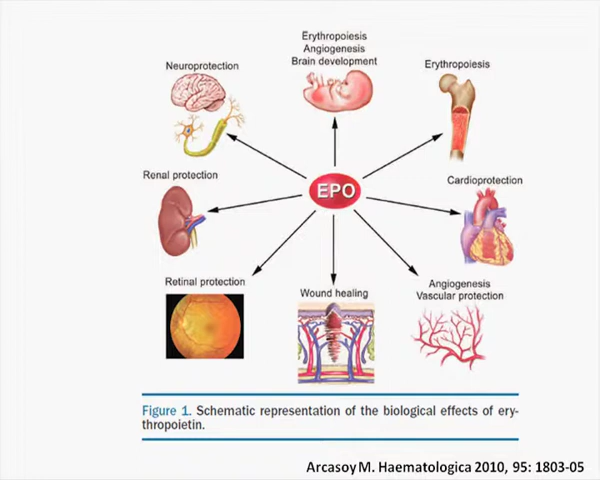 Erythropoiesis
Angiogenesis
Brain development
Neuroprotection
Erythropoiesis
Renal protection
EPO
Cardioprotection
Retinal protection
Wound healing
Angiogenesis
Vascular protection
Figure 1. Schematic representation of the biological effects of ery-
thropoietin.
Arcasoy M. Haematologica 2010, 95: 1803-05